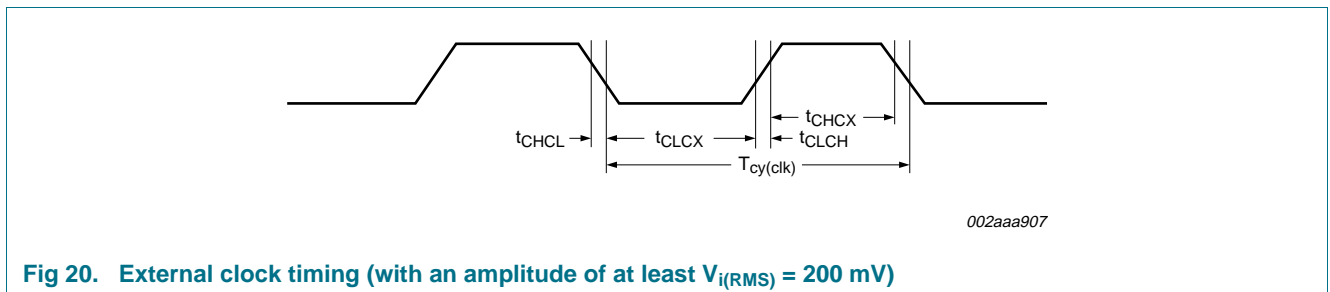 tCHCX
tCHCL tCLCX tCLCH
Tcy(clk)
002aaa907
Fig 20. External clock timing (with an amplitude of at least Vi(RMS) = 200 mV)